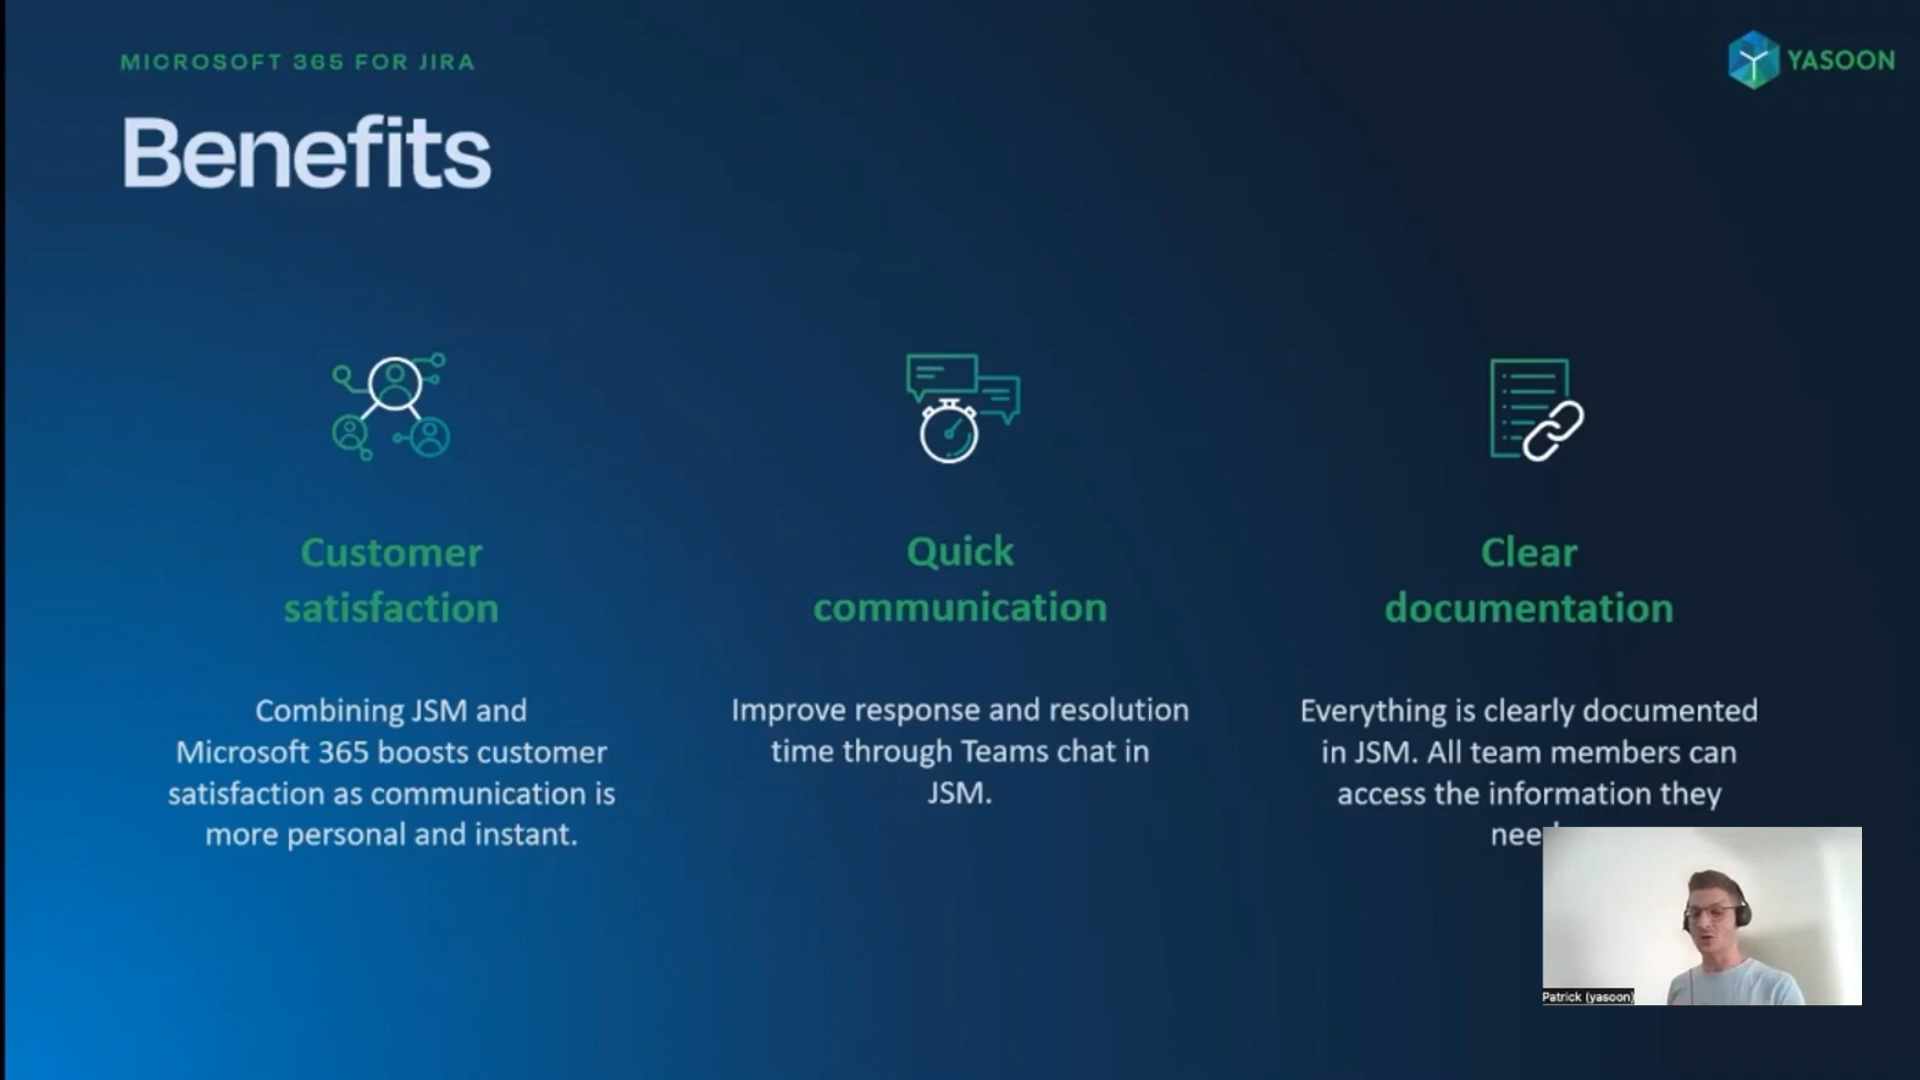 MICROSOFT 365 FOR JIRA
YASOON
Benefits
Customer
satisfaction
Combining JSM and
Microsoft 365 boosts customer
satisfaction as communication is
more personal and instant.
Quick
communication
Improve response and resolution
time through Teams chat in
JSM.
Clear
documentation
Everything is clearly documented
in JSM. All team members can
access the information they
Patrick (yasoon)